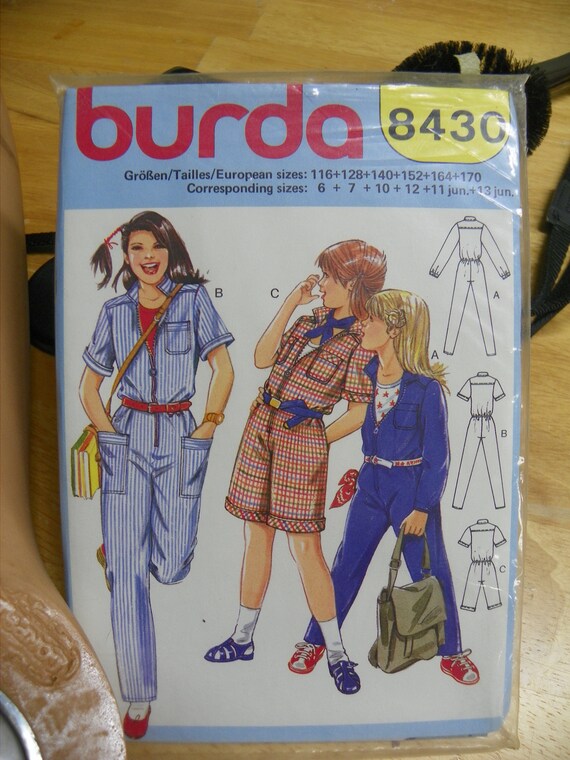 burda
8430
Größen/Tailles/European sizes: 116+128+140+152+164+170
Corresponding sizes: 6 + 7 + 10 + 12 +11 jun.+13 jun.
B
C
A
A
B
C